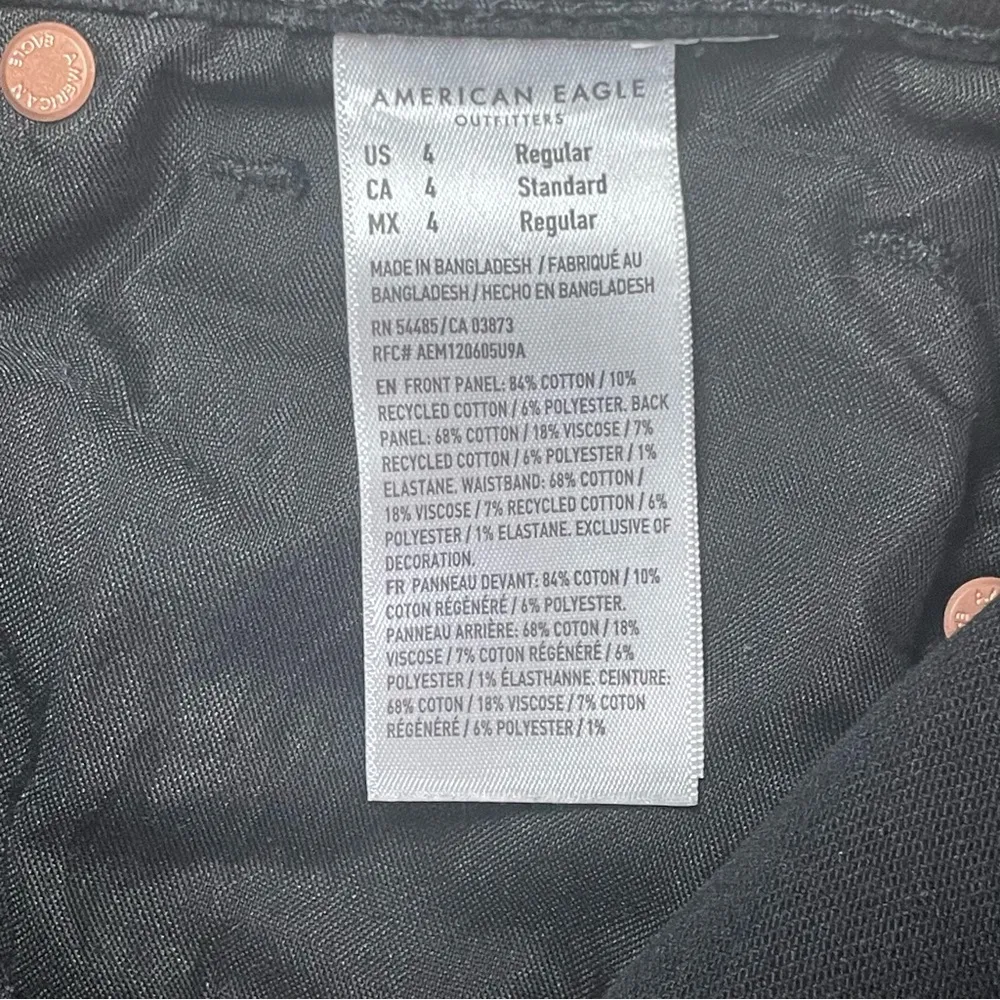 AMERICAN EAGLE
AMERICAN EAGLE
OUTFITTERS
US 4 Regular
CA 4 Standard
MX 4 Regular
MADE IN BANGLADESH / FABRIQUÉ AU
BANGLADESH / HECHO EN BANGLADESH
RN 54485 / CA 03873
RFC# AEM120605U9A
EN FRONT PANEL: 84% COTTON / 10%
RECYCLED COTTON / 6% POLYESTER. BACK
PANEL: 68% COTTON / 18% VISCOSE / 7%
RECYCLED COTTON / 6% POLYESTER / 1%
ELASTANE. WAISTBAND: 68% COTTON /
18% VISCOSE / 7% RECYCLED COTTON / 6%
POLYESTER / 1% ELASTANE. EXCLUSIVE OF
DECORATION.
FR PANNEAU DEVANT: 84% COTON / 10%
COTON RÉGÉNÉRÉ / 6% POLYESTER.
PANNEAU ARRIÈRE: 68% COTON / 18%
VISCOSE / 7% COTON RÉGÉNÉRÉ / 6%
POLYESTER / 1% ÉLASTHANNE. CEINTURE:
68% COTON / 18% VISCOSE / 7% COTON
RÉGÉNÉRÉ / 6% POLYESTER / 1%